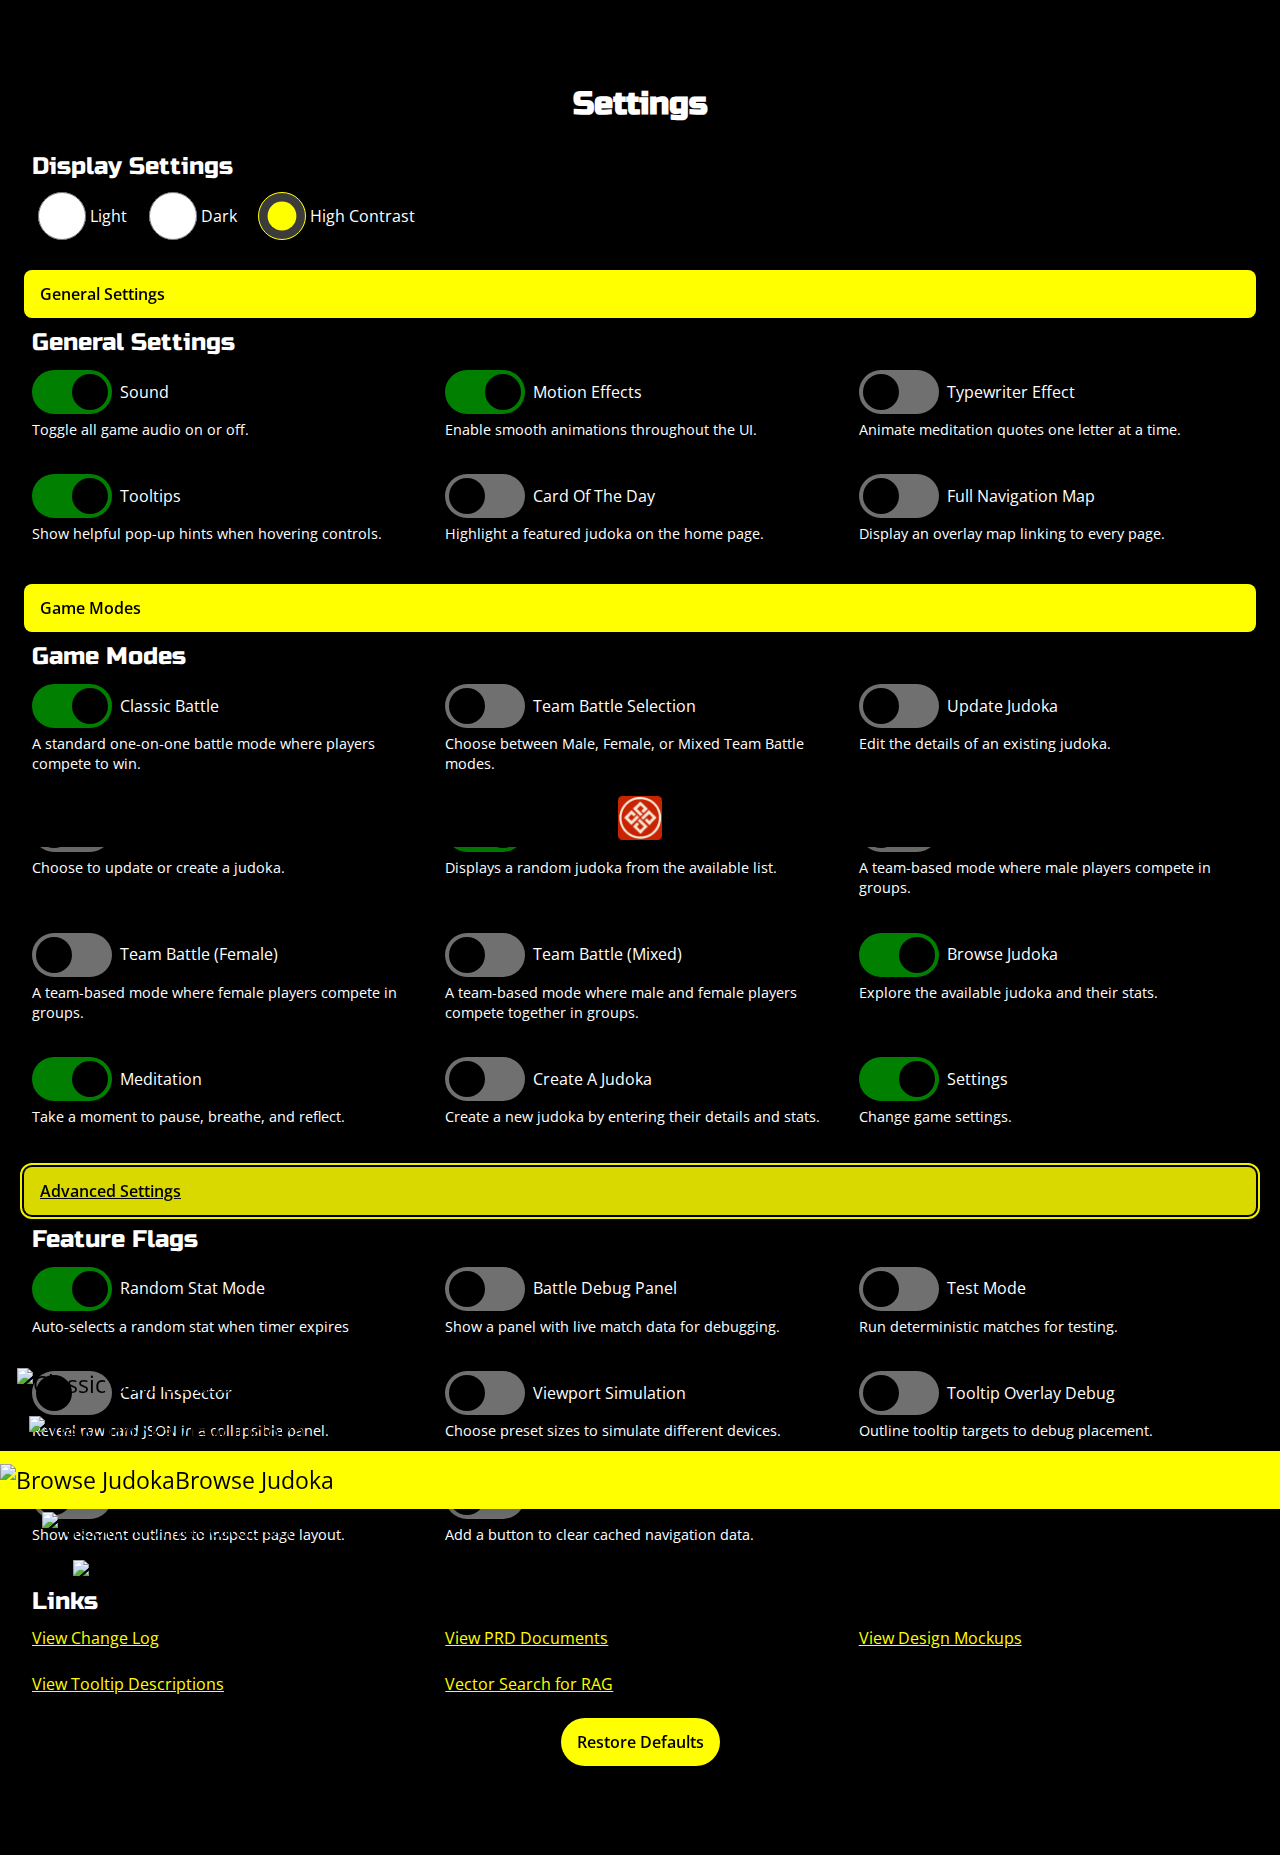 Settings
Display Settings
Light
Dark
High Contrast
General Settings
General Settings
Sound
Motion Effects
Typewriter Effect
Toggle all game audio on or off.
Enable smooth animations throughout the UI.
Animate meditation quotes one letter at a time.
Tooltips
Card Of The Day
Full Navigation Map
Show helpful pop-up hints when hovering controls.
Highlight a featured judoka on the home page.
Display an overlay map linking to every page.
Game Modes
Game Modes
Classic Battle
Team Battle Selection
Update Judoka
A standard one-on-one battle mode where players
compete to win.
Choose between Male, Female, or Mixed Team Battle
modes.
Edit the details of an existing judoka.
Choose to update or create a judoka.
Displays a random judoka from the available list.
A team-based mode where male players compete in
groups.
Team Battle (Female)
Team Battle (Mixed)
Browse Judoka
A team-based mode where female players compete in
groups.
A team-based mode where male and female players
compete together in groups.
Explore the available judoka and their stats.
Meditation
Create A Judoka
Settings
Take a moment to pause, breathe, and reflect.
Create a new judoka by entering their details and stats.
Change game settings.
Advanced Settings
Feature Flags
Random Stat Mode
Battle Debug Panel
Test Mode
Auto-selects a random stat when timer expires
Show a panel with live match data for debugging.
Run deterministic matches for testing.
Classic
Card Inspector
Viewport Simulation
Tooltip Overlay Debug
Reveal raw card JSON in a collapsible panel.
Choose preset sizes to simulate different devices.
Outline tooltip targets to debug placement.
Browse JudokaBrowse Judoka
Show element outlines to inspect page layout.
Add a button to clear cached navigation data.
Links
View Change Log
View PRD Documents
View Design Mockups
View Tooltip Descriptions
Vector Search for RAG
Restore Defaults